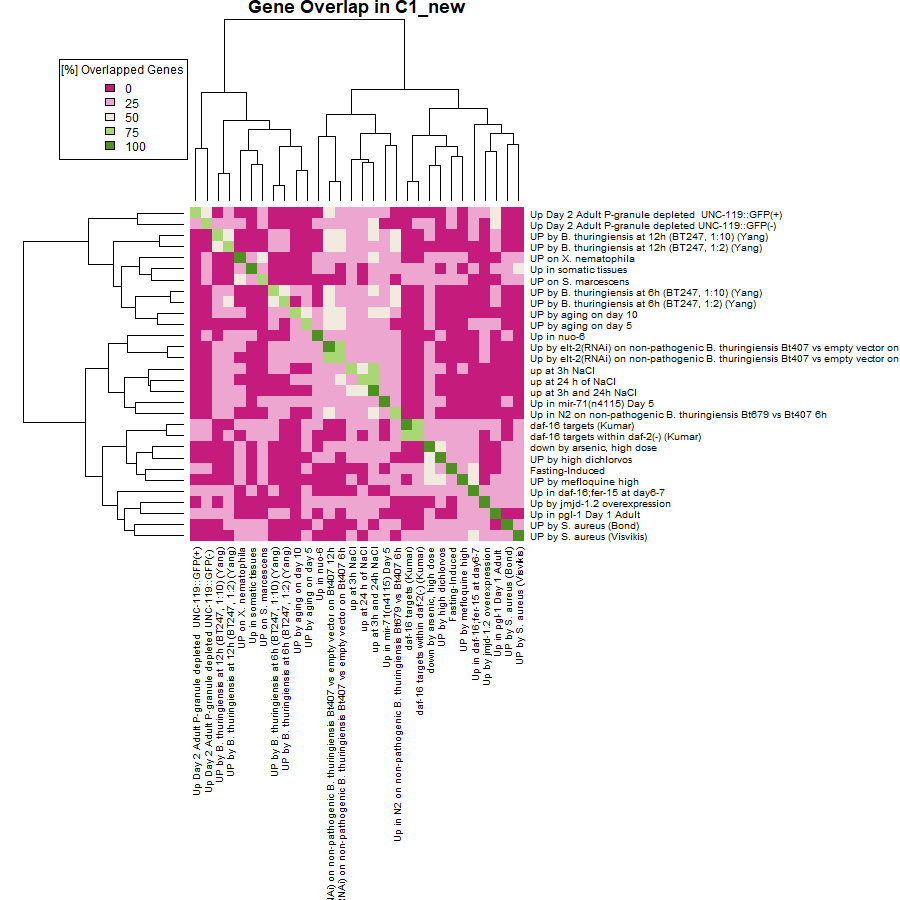 Gene Overlap in C1_new
[%] Overlapped Genes
0
25
50
75
100
Up Day 2 Adult P-granule depleted  UNC-119::GFP(+)
Up Day 2 Adult P-granule depleted UNC-119::GFP(-)
UP by B. thuringiensis at 12h (BT247, 1:10) (Yang)
UP by B. thuringiensis at 12h (BT247, 1:2) (Yang)
UP on X. nematophila
Up in somatic tissues
UP on S. marcescens
UP by B. thuringiensis at 6h (BT247, 1:10) (Yang)
UP by B. thuringiensis at 6h (BT247, 1:2) (Yang)
UP by aging on day 10
UP by aging on day 5
Up in nuo-6
Up by elt-2(RNAi) on non-pathogenic B. thuringiensis Bt407 vs empty vector on
Up by elt-2(RNAi) on non-pathogenic B. thuringiensis Bt407 vs empty vector on
up at 3h NaCl
up at 24 h of NaCl
up at 3h and 24h NaCl
Up in mir-71(n4115) Day 5
Up in N2 on non-pathogenic B. thuringiensis Bt679 vs Bt407 6h
daf-16 targets (Kumar)
daf-16 targets within daf-2(-) (Kumar)
down by arsenic, high dose
UP by high dichlorvos
Fasting-Induced
UP by mefloquine high
Up in daf-16;fer-15 at day6-7
Up by jmjd-1.2 overexpression
Up in pgl-1 Day 1 Adult
UP by S. aureus (Bond)
UP by S. aureus (Visvikis)
Up Day 2 Adult P-granule depleted  UNC-119::GFP(+)
Up Day 2 Adult P-granule depleted UNC-119::GFP(-)
UP by B. thuringiensis at 12h (BT247, 1:10) (Yang)
UP by B. thuringiensis at 12h (BT247, 1:2) (Yang)
UP on X. nematophila
Up in somatic tissues
UP on S. marcescens
UP by B. thuringiensis at 6h (BT247, 1:10) (Yang)
UP by B. thuringiensis at 6h (BT247, 1:2) (Yang)
UP by aging on day 10
UP by aging on day 5
Up in nuo-6
on non-pathogenic B. thuringiensis Bt407 vs empty vector on Bt407 12h
on non-pathogenic B. thuringiensis Bt407 vs empty vector on Bt407 6h
up at 3h NaCl
up at 24 h of NaCl
up at 3h and 24h NaCl
Up in mir-71(n4115) Day 5
Up in N2 on non-pathogenic B. thuringiensis Bt679 vs Bt407 6h
daf-16 targets (Kumar)
daf-16 targets within daf-2(-) (Kumar)
down by arsenic, high dose
UP by high dichlorvos
Fasting-Induced
UP by mefloquine high
Up in daf-16;fer-15 at day6-7
Up by jmjd-1.2 overexpression
Up in pgl-1 Day 1 Adult
UP by S. aureus (Bond)
UP by S. aureus (Visvikis)